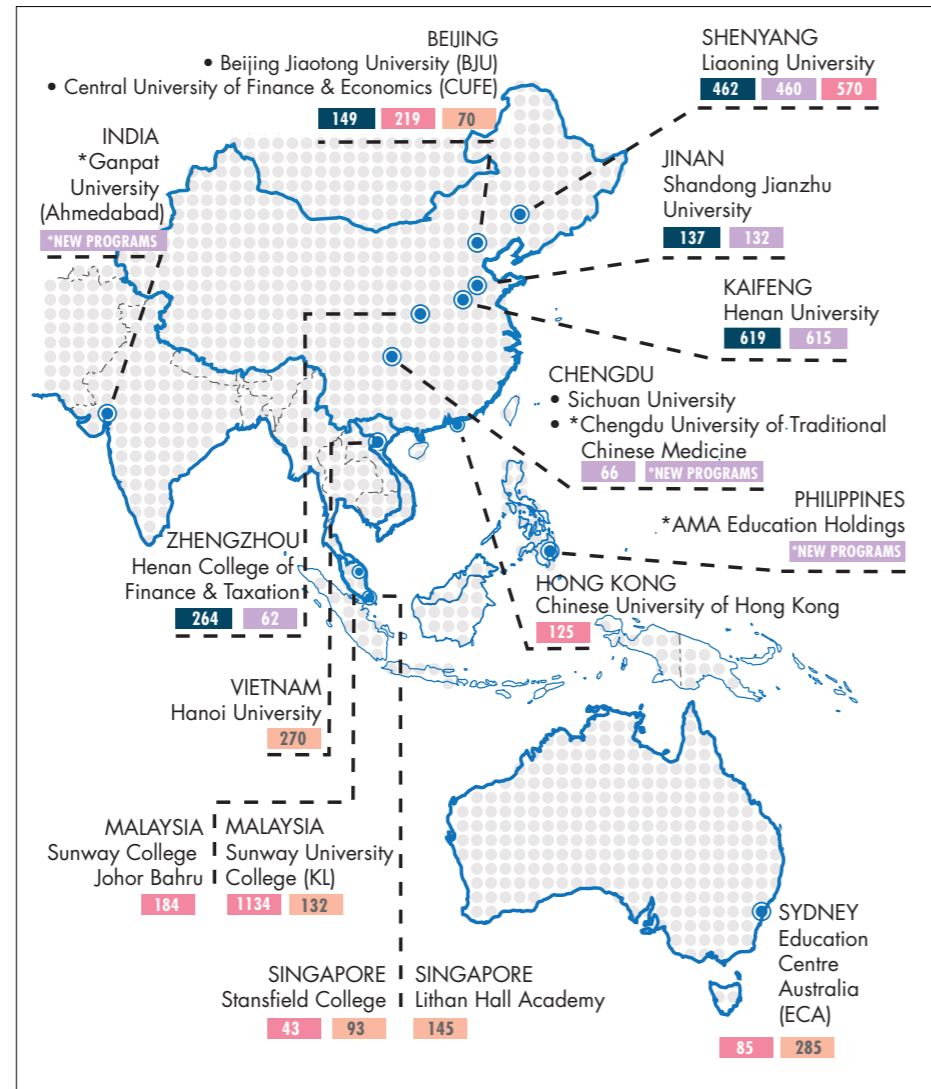 BEIJING
• Beijing Jiaotong University (BJU)
• Central University of Finance & Economics (CUFE)
149 219 70
SHENYANG
Liaoning University
462 460 570
INDIA
*Ganpat
University
(Ahmedabad)
*NEW PROGRAMS
JINAN
Shandong Jianzhu
University
137 132
KAIFENG
Henan University
619 615
CHENGDU
• Sichuan University
• *Chengdu University of Traditional
Chinese Medicine
66 *NEW PROGRAMS
PHILIPPINES
*AMA Education Holdings
*NEW PROGRAMS
ZHENGZHOU
Henan College of
Finance & Taxation
264 62
HONG KONG
Chinese University of Hong Kong
125
VIETNAM
Hanoi University
270
MALAYSIA
Sunway College
Johor Bahru
184
MALAYSIA
Sunway University
College (KL)
1134 132
SYDNEY
Education
Centre
Australia
(ECA)
85 285
SINGAPORE
Stansfield College
43 93
SINGAPORE
Lithan Hall Academy
145